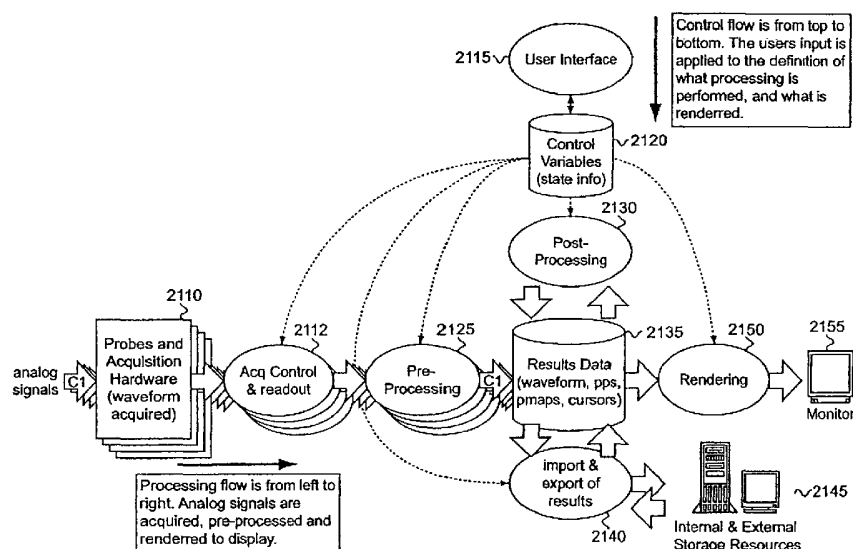 Control flow is from top to
bottom. The users input is
applied to the definition of
what processing is
performed, and what is
renderred.
2115
User Interface
2120
Control
Variables
(state info)
2130
Post-
Processing
2110
Probes and
Acquisition
Hardware
(waveform
acquired)
analog
signals
C1
2112
Acq Control
& readout
2125
Pre-
Processing
C1
2135
Results Data
(waveform, pps,
pmaps, cursors)
2150
Rendering
2155
Monitor
Processing flow is from left to
right. Analog signals are
acquired, pre-processed and
renderred to display.
import &
export of
results
2140
2145
Internal & External
Storage Resources